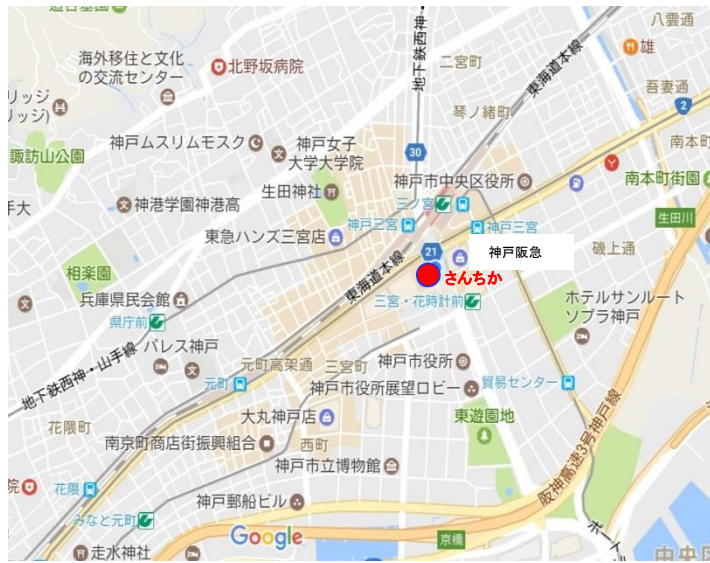 八雲通
海外移住と文化
の交流センター
北野坂病院
二宮町
雄
地下鉄西神・
東海道本線
吾妻通
2
リッジ
リッジ)
琴ノ緒町
神戸ムスリムモスク
神戸女子
大学大学院
30
南本町
諏訪山公園
神戸市中央区役所
南本町街園
生田神社
手大
神港学園神港高
三ノ宮
神戸三宮
神戸三宮
生田川
東急ハンズ三宮店
21
神戸阪急
磯上通
さんちか
相楽園
東海道本線
兵庫県民会館
三宮・花時計前
ホテルサンルート
ソプラ神戸
県庁前
パレス神戸
地下鉄西神・山手線
元町高架通
三宮町
神戸市役所
元町
神戸市役所展望ロビー
貿易センター
大丸神戸店
東遊園地
花隈町
南京町商店街振興組合
西町
神戸市立博物館
阪神高速3号神戸線
院
花隈
神戸郵船ビル
みなと元町
Google
京橋
ポート
走水神社
中央区